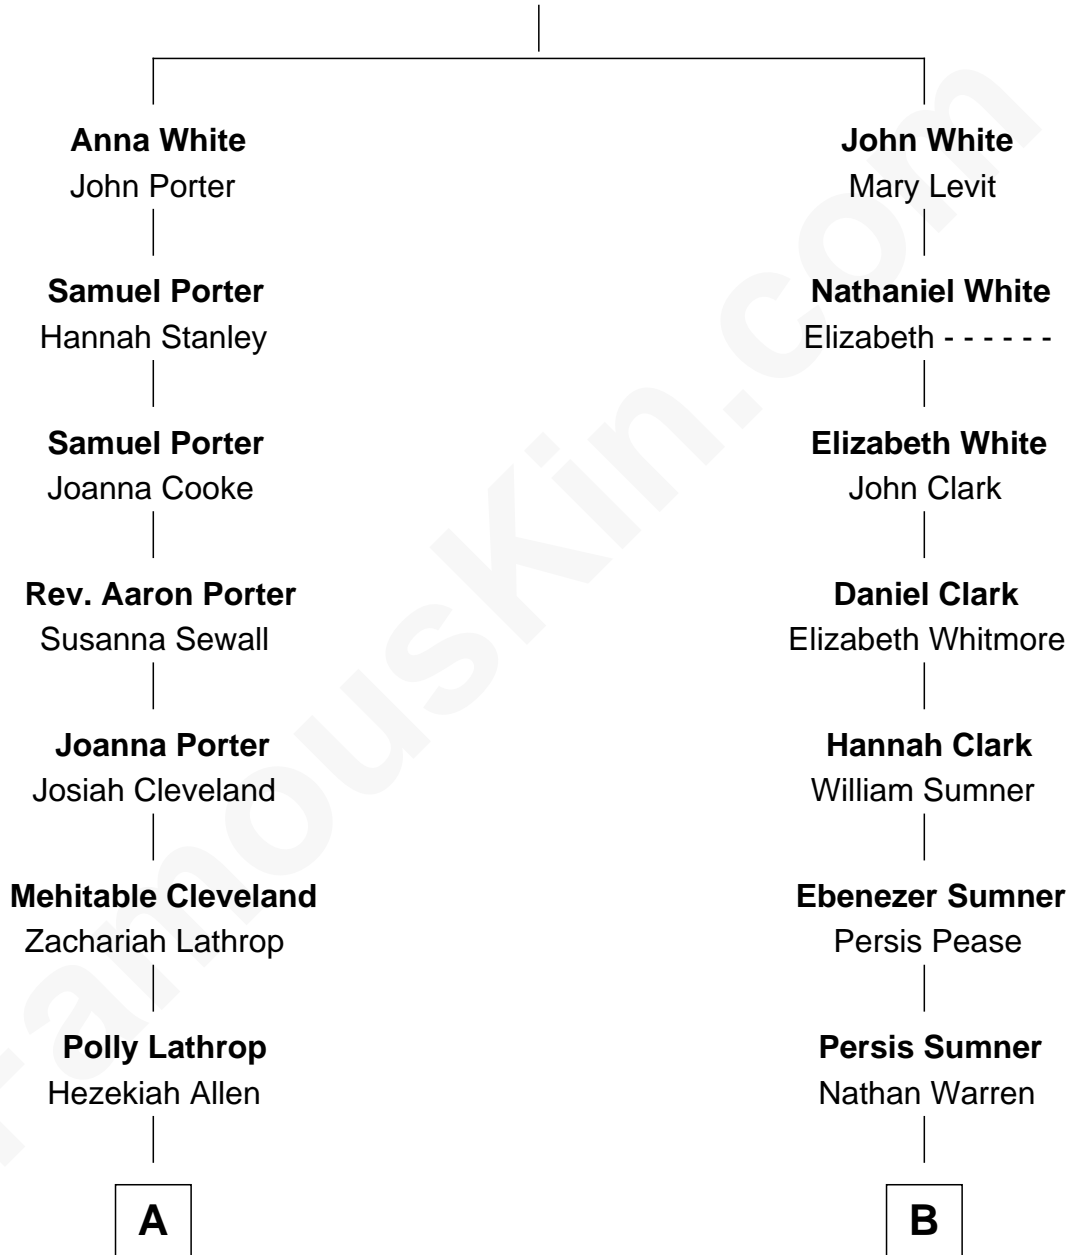 Anna White
John Porter
Samuel Porter
Hannah Stanley
Samuel Porter
Joanna Cooke
Rev. Aaron Porter
Susanna Sewall
Joanna Porter
Josiah Cleveland
Mehitable Cleveland
Zachariah Lathrop
Polly Lathrop
Hezekiah Allen
A
John White
Mary Levit
Nathaniel White
Elizabeth - - - - - -
Elizabeth White
John Clark
Daniel Clark
Elizabeth Whitmore
Hannah Clark
William Sumner
Ebenezer Sumner
Persis Pease
Persis Sumner
Nathan Warren
B
FamousKin.com